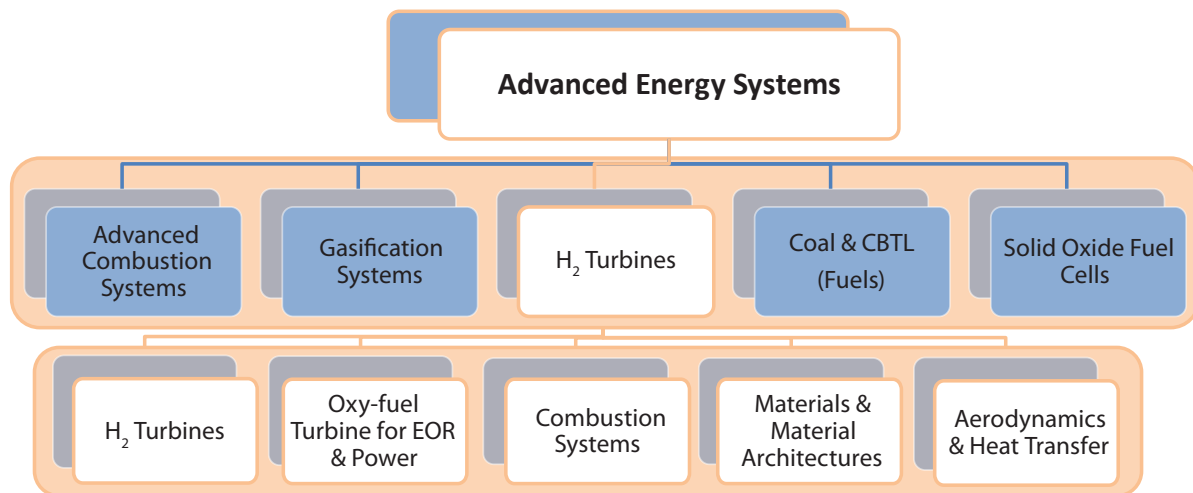 Advanced Energy Systems
Advanced
Combustion
Systems
Gasification
Systems
H₂ Turbines
Coal & CBTL
(Fuels)
Solid Oxide Fuel
Cells
H₂ Turbines
Oxy-fuel
Turbine for EOR
& Power
Combustion
Systems
Materials &
Material
Architectures
Aerodynamics
& Heat Transfer